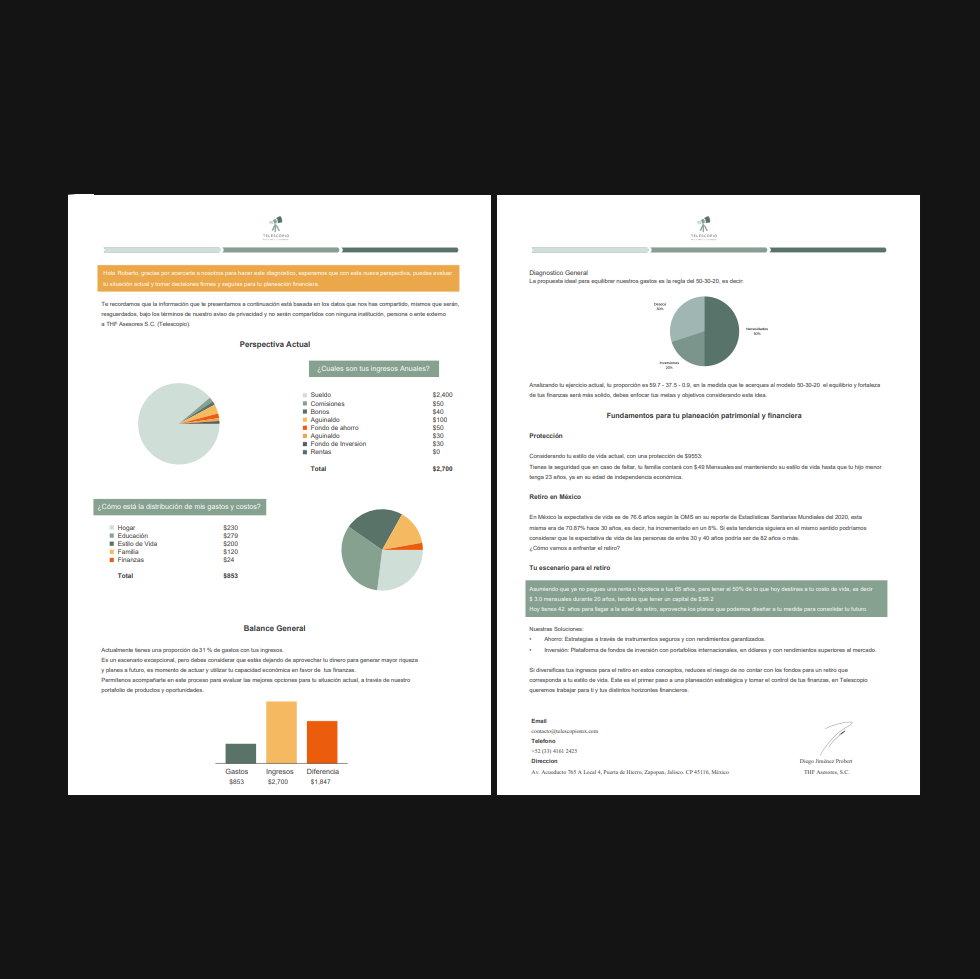 TELESCOPIO
Hola Roberto, gracias por acercarte a nosotros para hacer este diagnóstico, esperamos que con esta nueva perspectiva, puedas evaluar
tu situación actual y tomar decisiones firmes y seguras para tu planeación financiera.
Te recordamos que la información que te presentamos a continuación está basada en los datos que nos has compartido, mismos que serán,
resguardados, bajo los términos de nuestro aviso de privacidad y no serán compartidos con ninguna institución, persona o ente externo
a THF Asesores S.C. (Telescopio).
Perspectiva Actual
¿Cuales son tus ingresos Anuales?
Sueldo $2,400
Comisiones $50
Bonos $40
Aguinaldo $100
Fondo de ahorro $50
Aguinaldo $30
Fondo de Inversion $30
Rentas $0
Total $2,700
¿Cómo está la distribución de mis gastos y costos?
Hogar $230
Educación $279
Estilo de Vida $200
Familia $120
Finanzas $24
Total $853
Balance General
Actualmente tienes una proporción de 31 % de gastos con tus ingresos.
Es un escenario excepcional, pero debes considerar que estás dejando de aprovechar tu dinero para generar mayor riqueza
y planes a futuro, es momento de actuar y utilizar tu capacidad económica en favor de tus finanzas.
Permítenos acompañarte en este proceso para evaluar las mejores opciones para tu situación actual, a través de nuestro
portafolio de productos y oportunidades.
Gastos Ingresos Diferencia
$853 $2,700 $1,847
TELESCOPIO
Diagnostico General
La propuesta ideal para equilibrar nuestros gastos es la regla del 50-30-20, es decir:
Deseos
30%
Necesidades
50%
Inversiones
20%
Analizando tu ejercicio actual, tu proporción es 59.7 - 37.5 - 0.9, en la medida que te acerques al modelo 50-30-20 el equilibrio y fortaleza
de tus finanzas será más solido, debes enfocar tus metas y objetivos considerando esta idea.
Fundamentos para tu planeación patrimonial y financiera
Protección
Considerando tu estilo de vida actual, con una protección de $9553:
Tienes la seguridad que en caso de faltar, tu familia contará con $49 Mensuales así manteniendo su estilo de vida hasta que tu hijo menor
tenga 23 años, ya en su edad de independencia económica.
Retiro en México
En México la expectativa de vida es de 76.6 años según la OMS en su reporte de Estadísticas Sanitarias Mundiales del 2020, esta
misma era de 70.87% hace 30 años, es decir, ha incrementado en un 8%. Si esta tendencia siguiera en el mismo sentido podríamos
considerar que la expectativa de vida de las personas de entre 30 y 40 años podría ser de 82 años o más.
¿Cómo vamos a enfrentar el retiro?
Tu escenario para el retiro
Asumiendo que ya no pagues una renta o hipoteca a tus 65 años, para tener el 50% de lo que hoy destinas a tu costo de vida, es decir
$ 3.0 mensuales durante 20 años, tendrás que tener un capital de $59.2
Hoy tienes 42 años para llegar a la edad de retiro, aprovecha los planes que podemos diseñar a tu medida para consolidar tu futuro.
Nuestras Soluciones:
• Ahorro: Estrategias a través de instrumentos seguros y con rendimientos garantizados.
• Inversión: Plataforma de fondos de inversión con portafolios internacionales, en dólares y con rendimientos superiores al mercado.
Si diversificas tus ingresos para el retiro en estos conceptos, reduces el riesgo de no contar con los fondos para un retiro que
corresponda a tu estilo de vida. Este es el primer paso a una planeación estratégica y tomar el control de tus finanzas, en Telescopio
queremos trabajar para ti y tus distintos horizontes financieros.
Email
contacto@telescopiomx.com
Telefono
+52 (33) 4161 2425
Direccion
Av. Acueducto 765 A Local 4, Puerta de Hierro, Zapopan, Jalisco. CP 45116, México
Diego Jiménez Probert
THF Asesores, S.C.